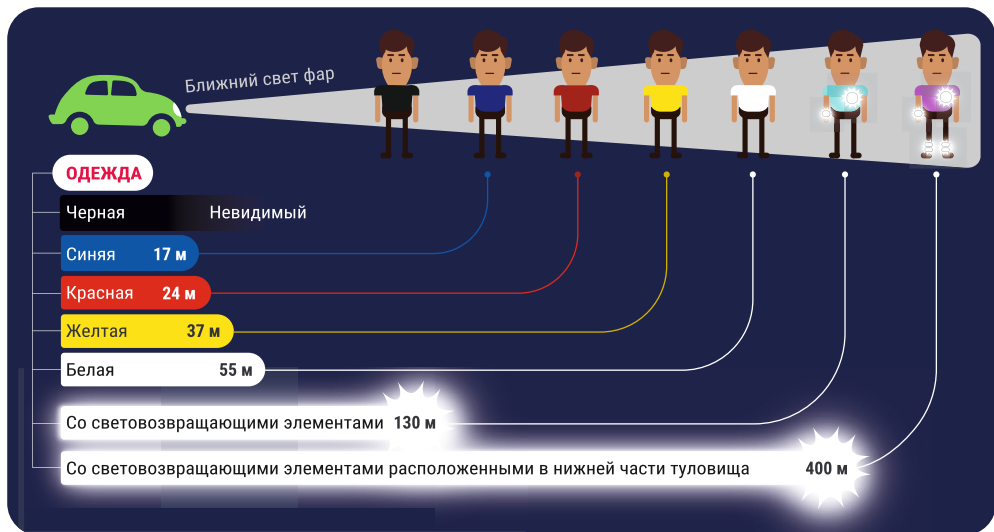 Ближний свет фар
ОДЕЖДА
Черная Невидимый
Синяя 17 м
Красная 24 м
Желтая 37 м
Белая 55 м
Со световозвращающими элементами 130 м
Со световозвращающими элементами расположенными в нижней части туловища 400 м